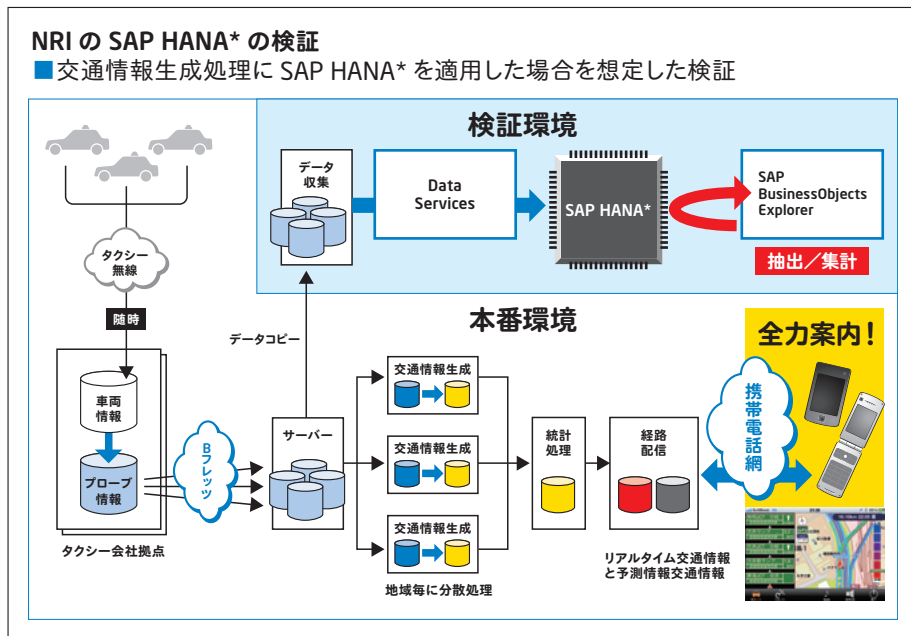 NRI の SAP HANA* の検証
■交通情報生成処理に SAP HANA* を適用した場合を想定した検証
検証環境
データ
収集
Data
Services
SAP HANA*
SAP
BusinessObjects
Explorer
抽出／集計
タクシー
無線
随時
データコピー
本番環境
全力案内！
車両
情報
プローブ
情報
タクシー会社拠点
Bフレッツ
サーバー
交通情報生成
交通情報生成
交通情報生成
地域毎に分散処理
統計
処理
経路
配信
携帯電話網
リアルタイム交通情報
と予測情報交通情報